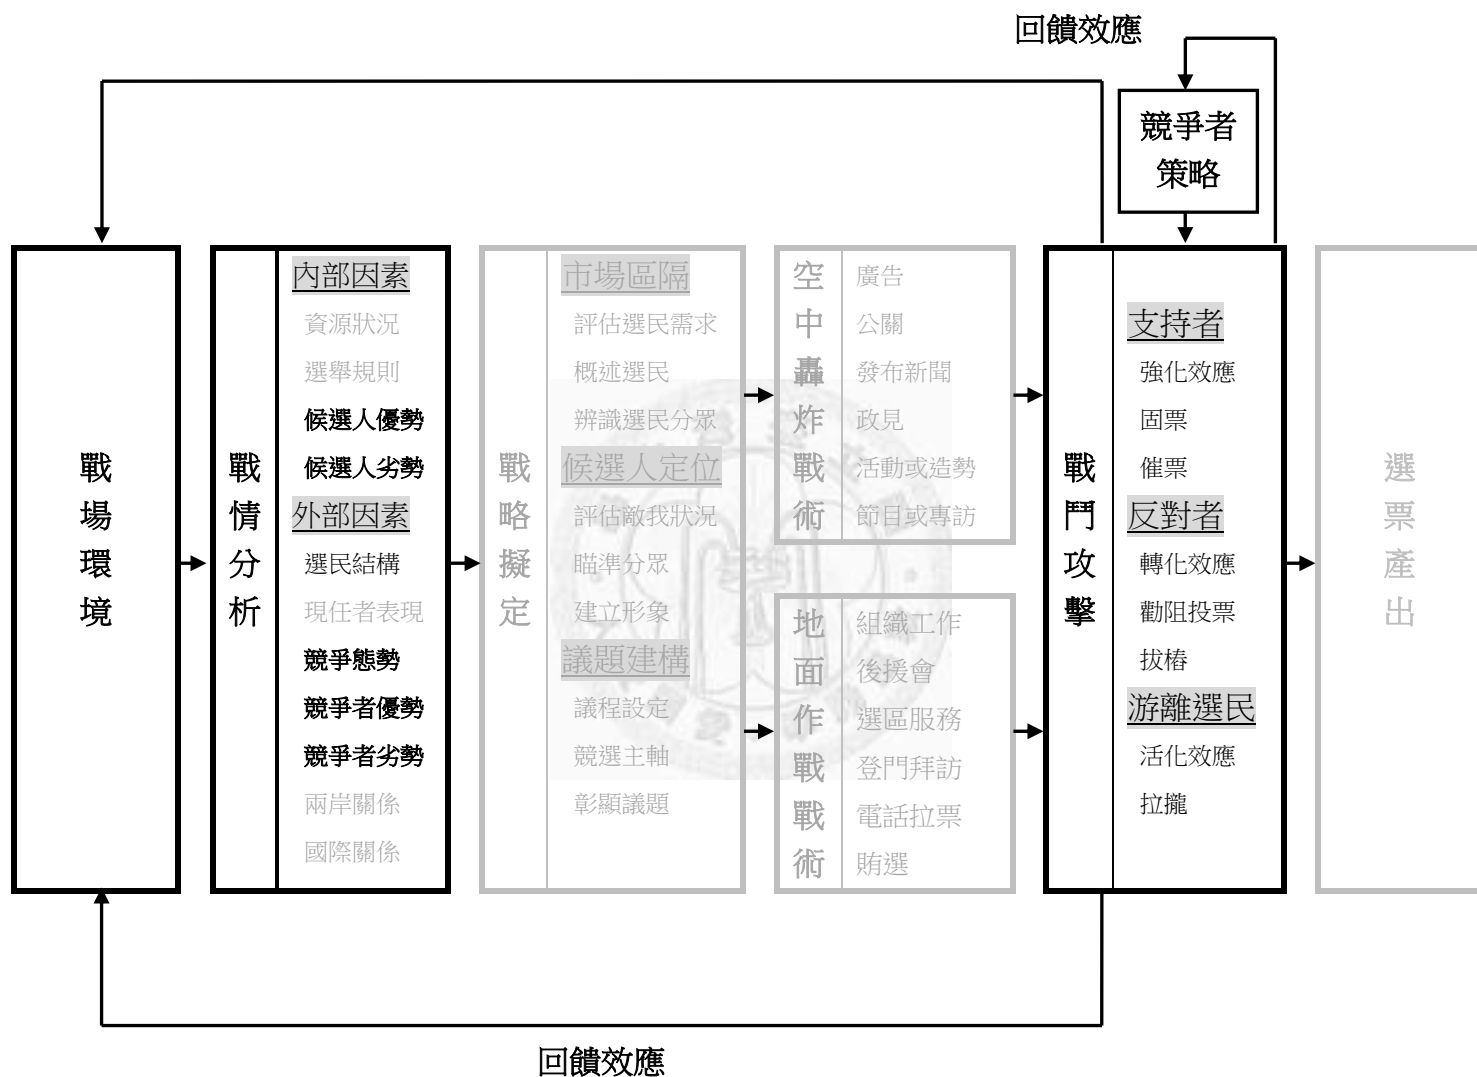 回饋效應
競爭者
策略
戰場環境
戰情分析
內部因素
資源狀況
選舉規則
候選人優勢
候選人劣勢
外部因素
選民結構
現任者表現
競爭態勢
競爭者優勢
競爭者劣勢
兩岸關係
國際關係
戰略擬定
市場區隔
評估選民需求
概述選民
辨識選民分眾
候選人定位
評估敵我狀況
瞄準分眾
建立形象
議題建構
議程設定
競選主軸
彰顯議題
空中轟炸戰術
廣告
公關
發布新聞
政見
活動或造勢
節目或專訪
地面作戰戰術
組織工作
後援會
選區服務
登門拜訪
電話拉票
賄選
戰鬥攻擊
支持者
強化效應
固票
催票
反對者
轉化效應
勸阻投票
拔樁
游離選民
活化效應
拉攏
選票產出
回饋效應